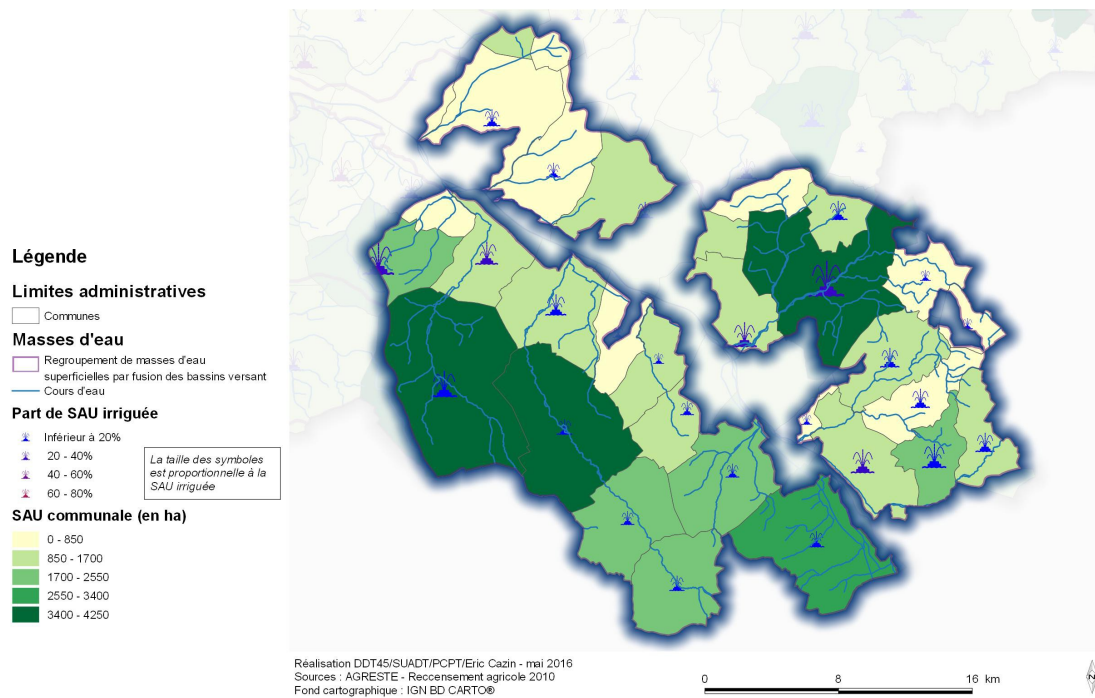 Légende
Limites administratives
Communes
Masses d'eau
Regroupement de masses d'eau
superficielles par fusion des bassins versant
Cours d'eau
Part de SAU irriguée
Inférieur à 20%
20 - 40%
40 - 60%
60 - 80%
La taille des symboles
est proportionnelle à la
SAU irriguée
SAU communale (en ha)
0 - 850
850 - 1700
1700 - 2550
2550 - 3400
3400 - 4250
Réalisation DDT45/SUADT/PCPT/Eric Cazin - mai 2016
Sources : AGRESTE - Reccensement agricole 2010
Fond cartographique : IGN BD CARTO®
0 8 16 km
N